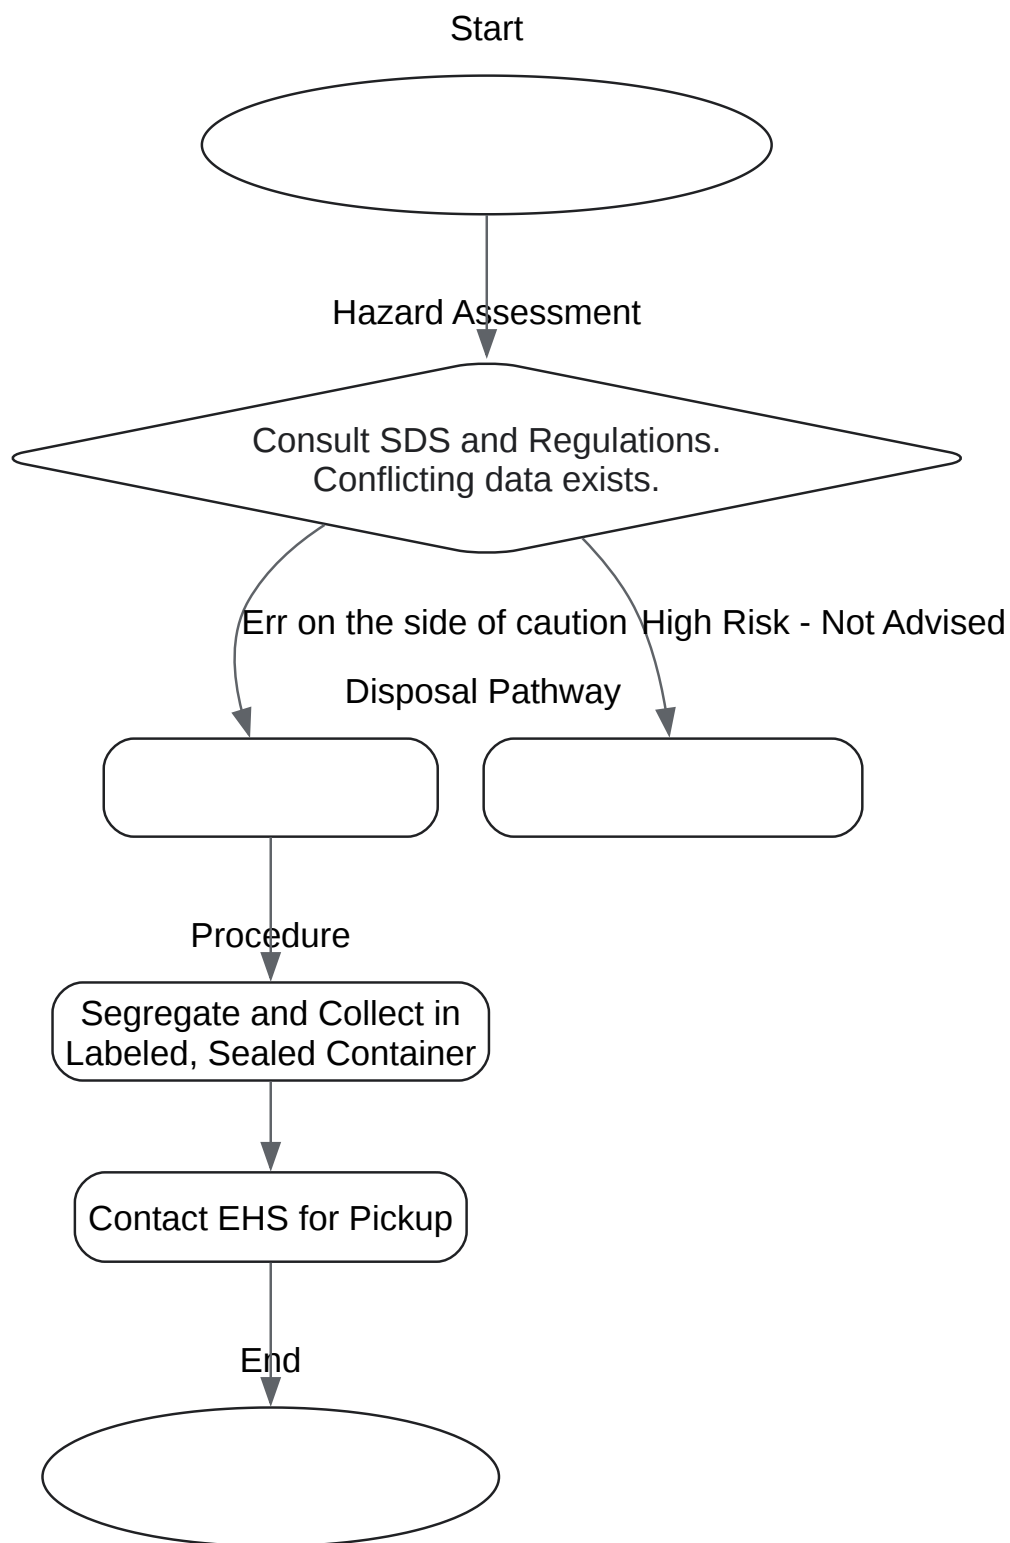 Start
Hazard Assessment
Consult SDS and Regulations.
Conflicting data exists.
Err on the side of caution
High Risk - Not Advised
Disposal Pathway
Procedure
Segregate and Collect in
Labeled, Sealed Container
Contact EHS for Pickup
End